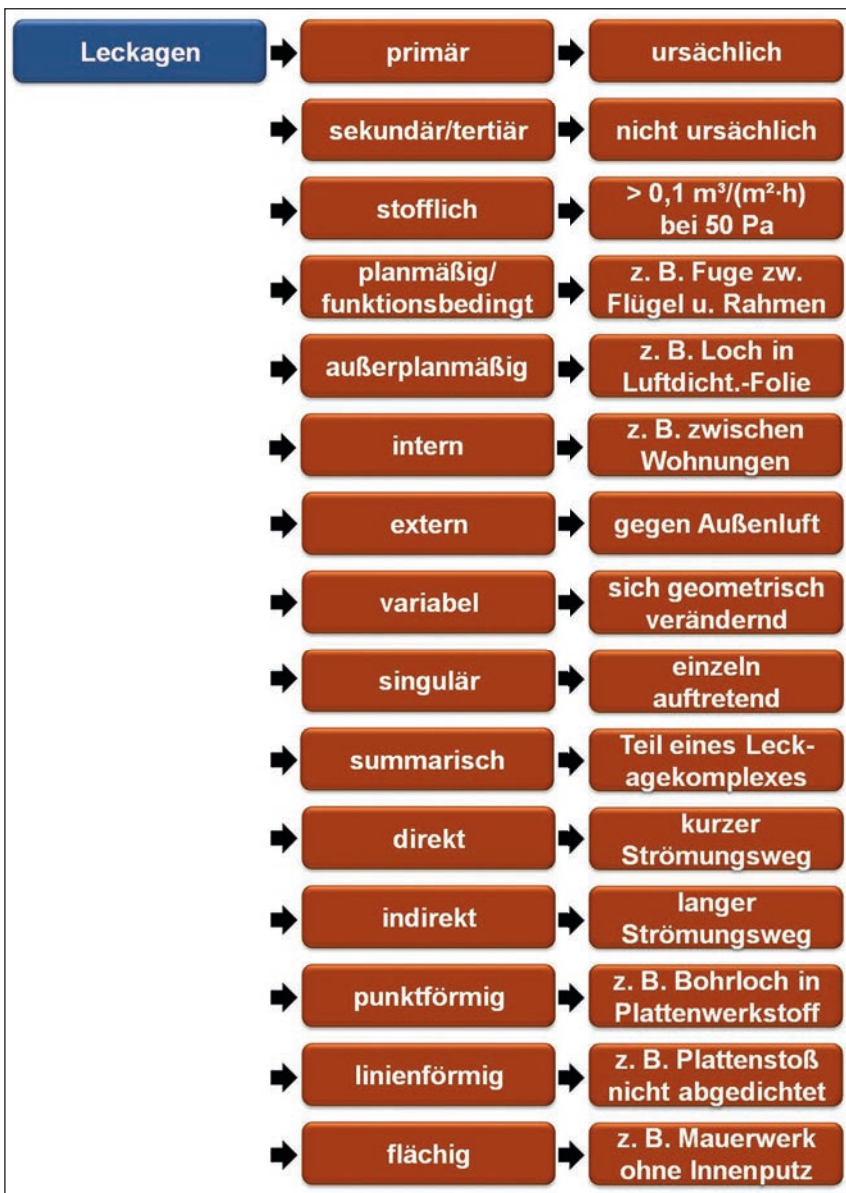 Leckagen
primär
ursächlich
sekundär/tertiär
nicht ursächlich
stofflich
> 0,1 m³/(m²·h)
bei 50 Pa
planmäßig/
funktionsbedingt
z. B. Fuge zw.
Flügel u. Rahmen
außerplanmäßig
z. B. Loch in
Luftdicht.-Folie
intern
z. B. zwischen
Wohnungen
extern
gegen Außenluft
variabel
sich geometrisch
verändernd
singulär
einzeln
auftretend
summarisch
Teil eines Leck-
agekomplexes
direkt
kurzer
Strömungsweg
indirekt
langer
Strömungsweg
punktförmig
z. B. Bohrloch in
Plattenwerkstoff
linienförmig
z. B. Plattenstoß
nicht abgedichtet
flächig
z. B. Mauerwerk
ohne Innenputz